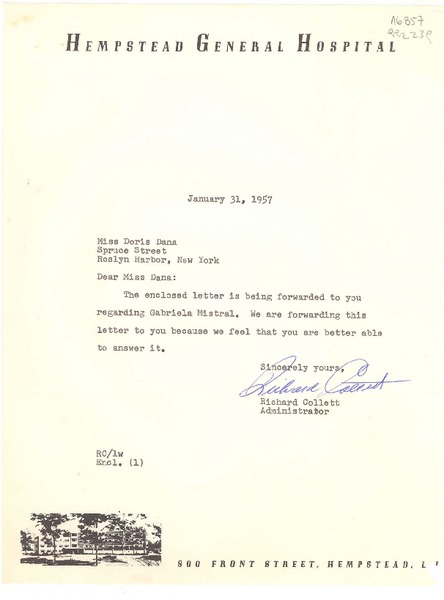 A6B57
HEMPSTEAD GENERAL HOSPITAL
January 31, 1957
Miss Doris Dana
Spruce Street
Roslyn Harbor, New York
Dear Miss Dana:
The enclosed letter is being forwarded to you
regarding Gabriela Mistral. We are forwarding this
letter to you because we feel that you are better able
to answer it.
Sincerely yours,
Richard Collett
Richard Collett
Administrator
RC/lw
Encl. (1)
800 FRONT STREET, HEMPSTEAD, L I